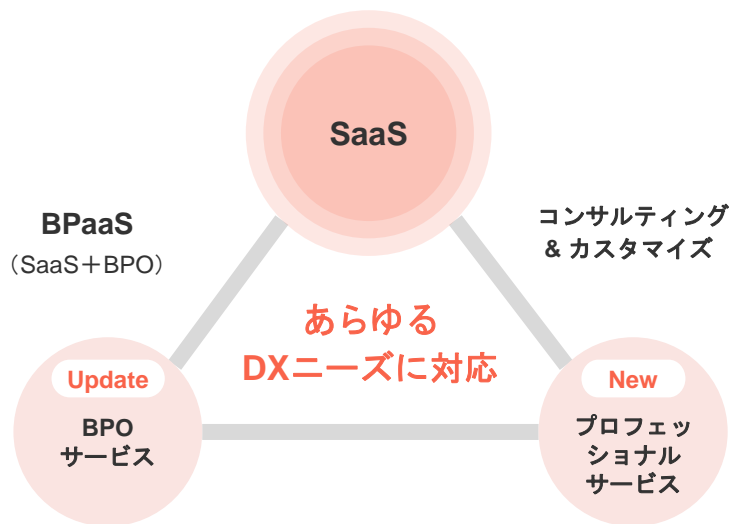 SaaS
BPaaS
（SaaS＋BPO）
コンサルティング
& カスタマイズ
あらゆる
DXニーズに対応
Update
BPO
サービス
New
プロフェッ
ショナル
サービス